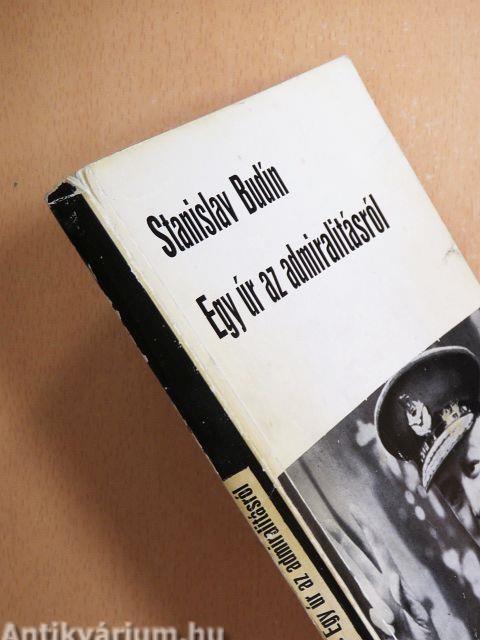 Stanislav Budín
Egy úr az admiralitásról
Egy úr az admiralitásról
Antikvárium.hu